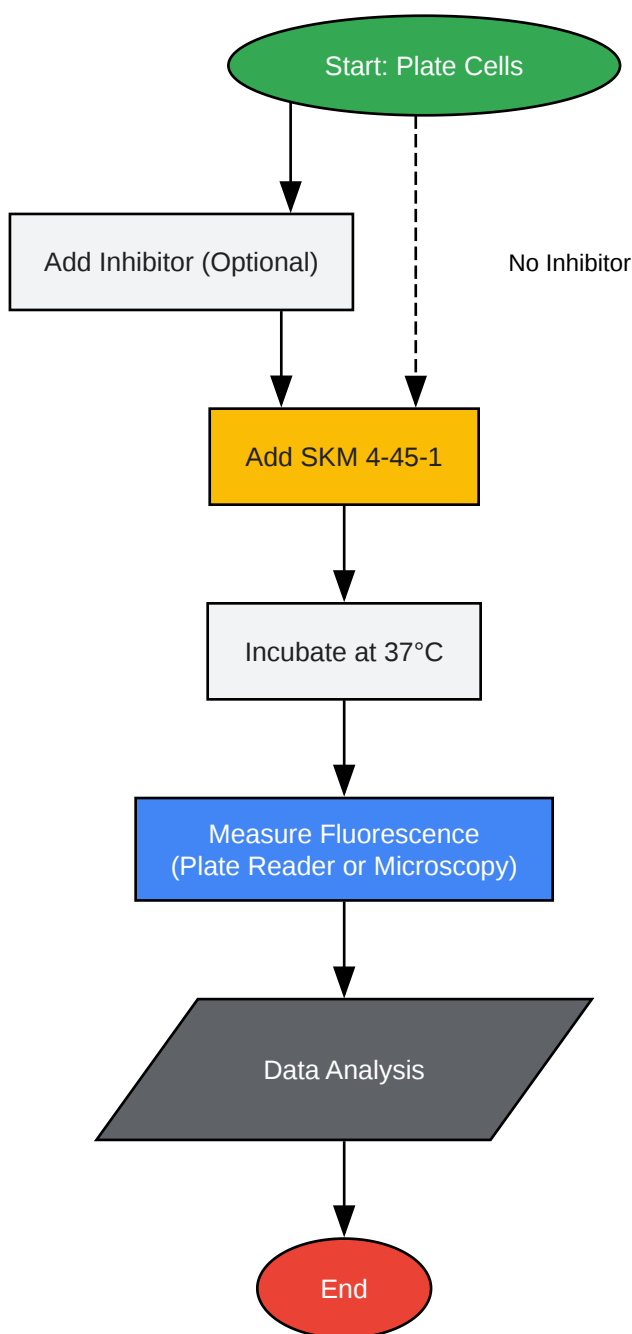 Start: Plate Cells
Add Inhibitor (Optional)
No Inhibitor
Add SKM 4-45-1
Incubate at 37°C
Measure Fluorescence
(Plate Reader or Microscopy)
Data Analysis
End